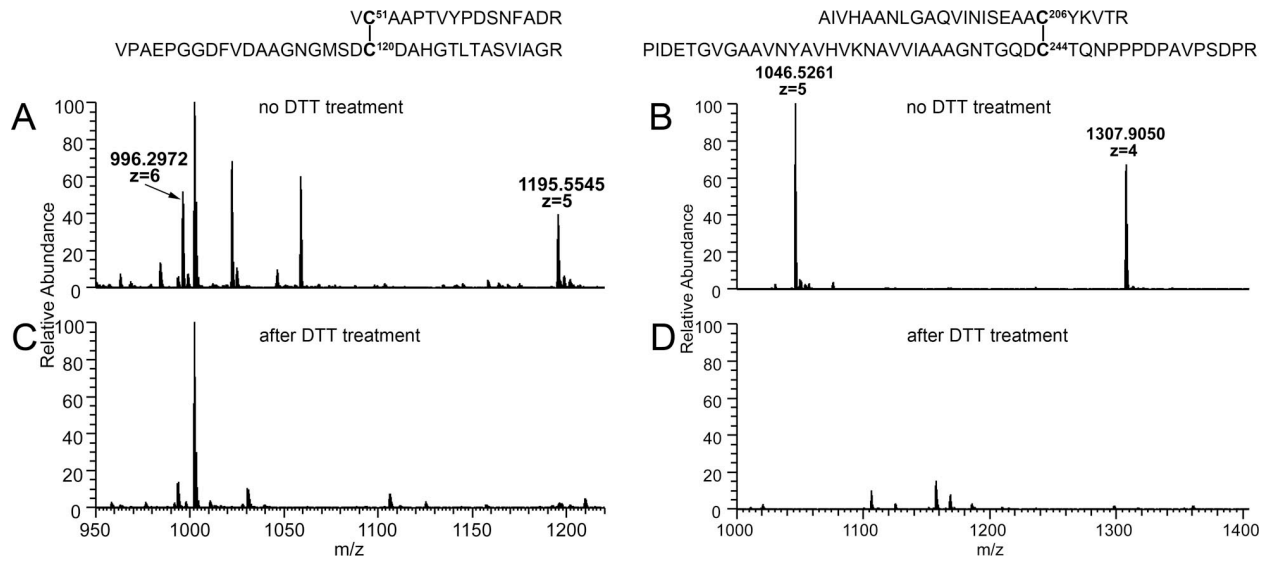 VC51AAPTVYPDSNFADR
VPAEPGGDFVDAAGNGMSDC120DAHGTLTASVIAGR
AIVHAANLGAQVINISEAAC206YKVTR
PIDETGVGAAVNYAVHVKNAVVIAAAGNTGQDC244TQNPPPDPAVPSDPR
A
no DTT treatment
996.2972
z=6
1195.5545
z=5
100
80
60
40
20
0
Relative Abundance
C
after DTT treatment
100
80
60
40
20
0
950 1000 1050 1100 1150 1200
m/z
B
no DTT treatment
1046.5261
z=5
1307.9050
z=4
100
80
60
40
20
0
Relative Abundance
D
after DTT treatment
100
80
60
40
20
0
1000 1100 1200 1300 1400
m/z